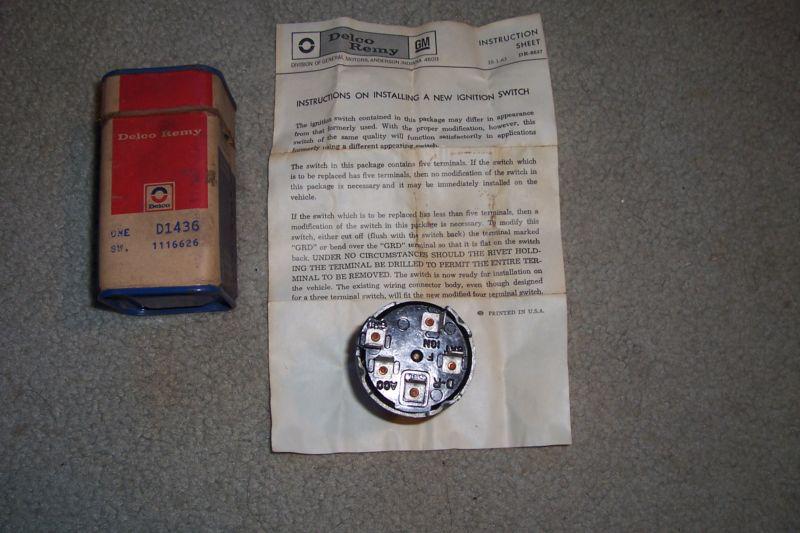 Delco Remy
Delco
ONE D1436
SW. 1116626
Delco
Remy
GM
INSTRUCTION
SHEET
DIVISION OF GENERAL MOTORS, ANDERSON, INDIANA 46011
10-1-63 DR-8637
INSTRUCTIONS ON INSTALLING A NEW IGNITION SWITCH
The ignition switch contained in this package may differ in appearance
from that formerly used. With the proper modification, however, this
switch of the same quality will function satisfactorily in applications
formerly using a different appearing switch.
The switch in this package contains five terminals. If the switch which
is to be replaced has five terminals, then no modification of the switch in
this package is necessary and it may be immediately installed on the
vehicle.
If the switch which is to be replaced has less than five terminals, then a
modification of the switch in this package is necessary. To modify this
switch, either cut off (flush with the switch back) the terminal marked
"GRD" or bend over the "GRD" terminal so that it is flat on the switch
back. UNDER NO CIRCUMSTANCES SHOULD THE RIVET HOLD-
ING THE TERMINAL BE DRILLED TO PERMIT THE ENTIRE TER-
MINAL TO BE REMOVED. The switch is now ready for installation on
the vehicle. The existing wiring connector body, even though designed
for a three terminal switch, will fit the new modified four terminal switch.
PRINTED IN U.S.A.
IGN
F
ACC
D-R